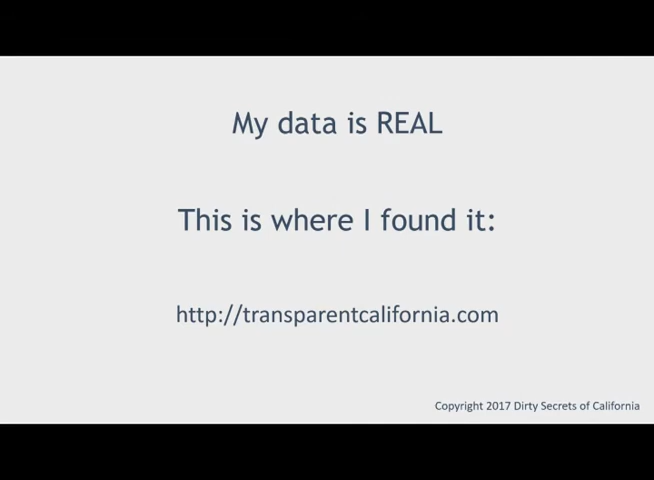 My data is REAL
This is where I found it:
http://transparentcalifornia.com
Copyright 2017 Dirty Secrets of California